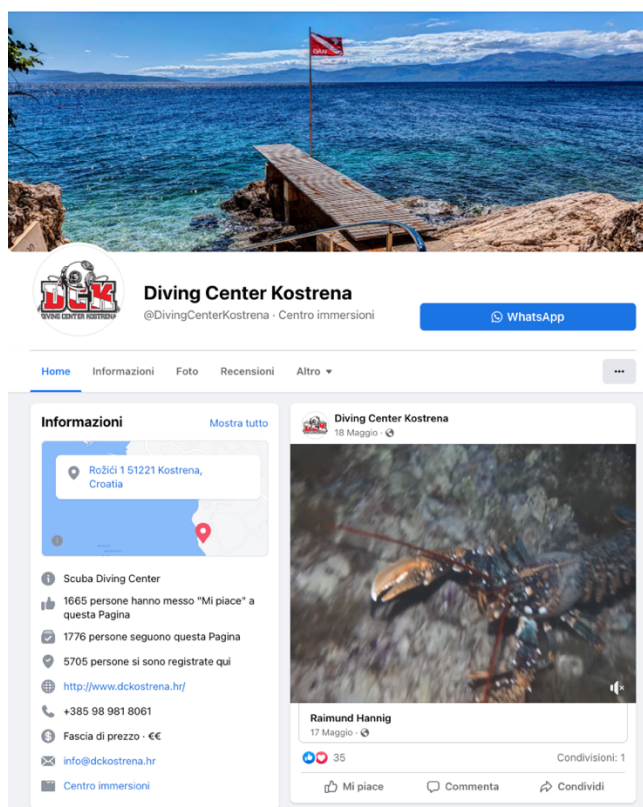 Diving Center Kostrena
@DivingCenterKostrena · Centro immersioni
WhatsApp
Home
Informazioni
Foto
Recensioni
Altro
Informazioni
Mostra tutto
Rožići 1 51221 Kostrena,
Croatia
Scuba Diving Center
1665 persone hanno messo "Mi piace" a
questa Pagina
1776 persone seguono questa Pagina
5705 persone si sono registrate qui
http://www.dckostrena.hr/
+385 98 981 8061
Fascia di prezzo · €€
info@dckostrena.hr
Centro immersioni
DCK
DIVING CENTER KOSTRENA
Diving Center Kostrena
18 Maggio ·
Raimund Hannig
17 Maggio ·
35
Condivisioni: 1
Mi piace
Commenta
Condividi